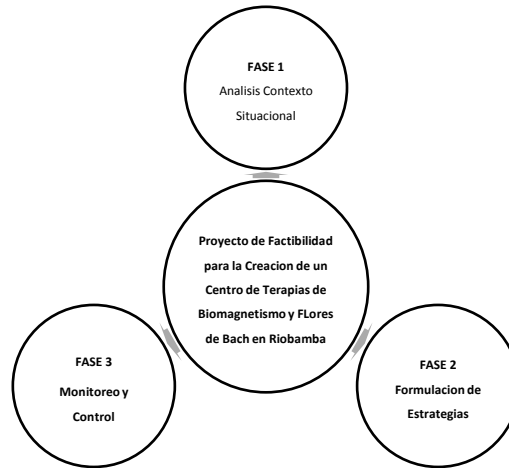 FASE 1
Analisis Contexto
Situacional
Proyecto de Factibilidad
para la Creacion de un
Centro de Terapias de
Biomagnetismo y FLores
de Bach en Riobamba
FASE 3
Monitoreo y
Control
FASE 2
Formulacion de
Estrategias